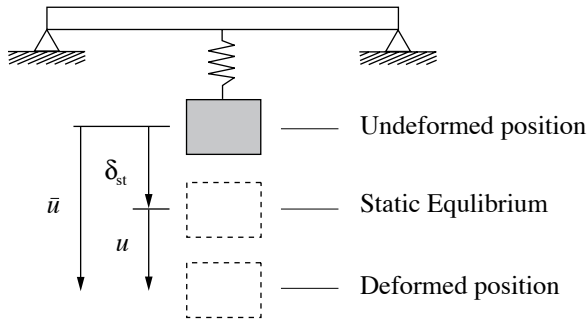 Undeformed position
δst
ū
Static Equlibrium
u
Deformed position